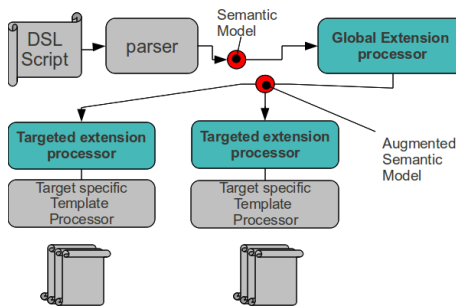 Semantic
Model
DSL
Script
parser
Global Extension
processor
Targeted extension
processor
Targeted extension
processor
Augmented
Semantic
Model
Target specific
Template
Processor
Target specific
Template
Processor